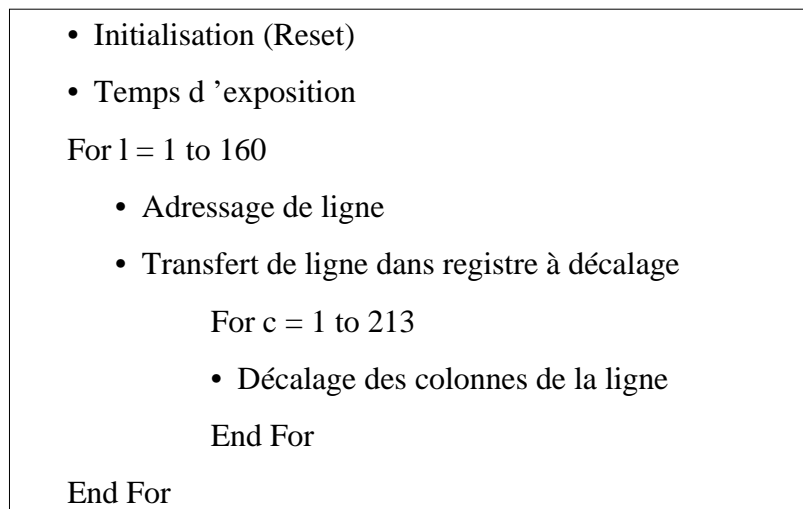 • Initialisation (Reset)
• Temps d ’exposition
For l = 1 to 160
• Adressage de ligne
• Transfert de ligne dans registre à décalage
For c = 1 to 213
• Décalage des colonnes de la ligne
End For
End For